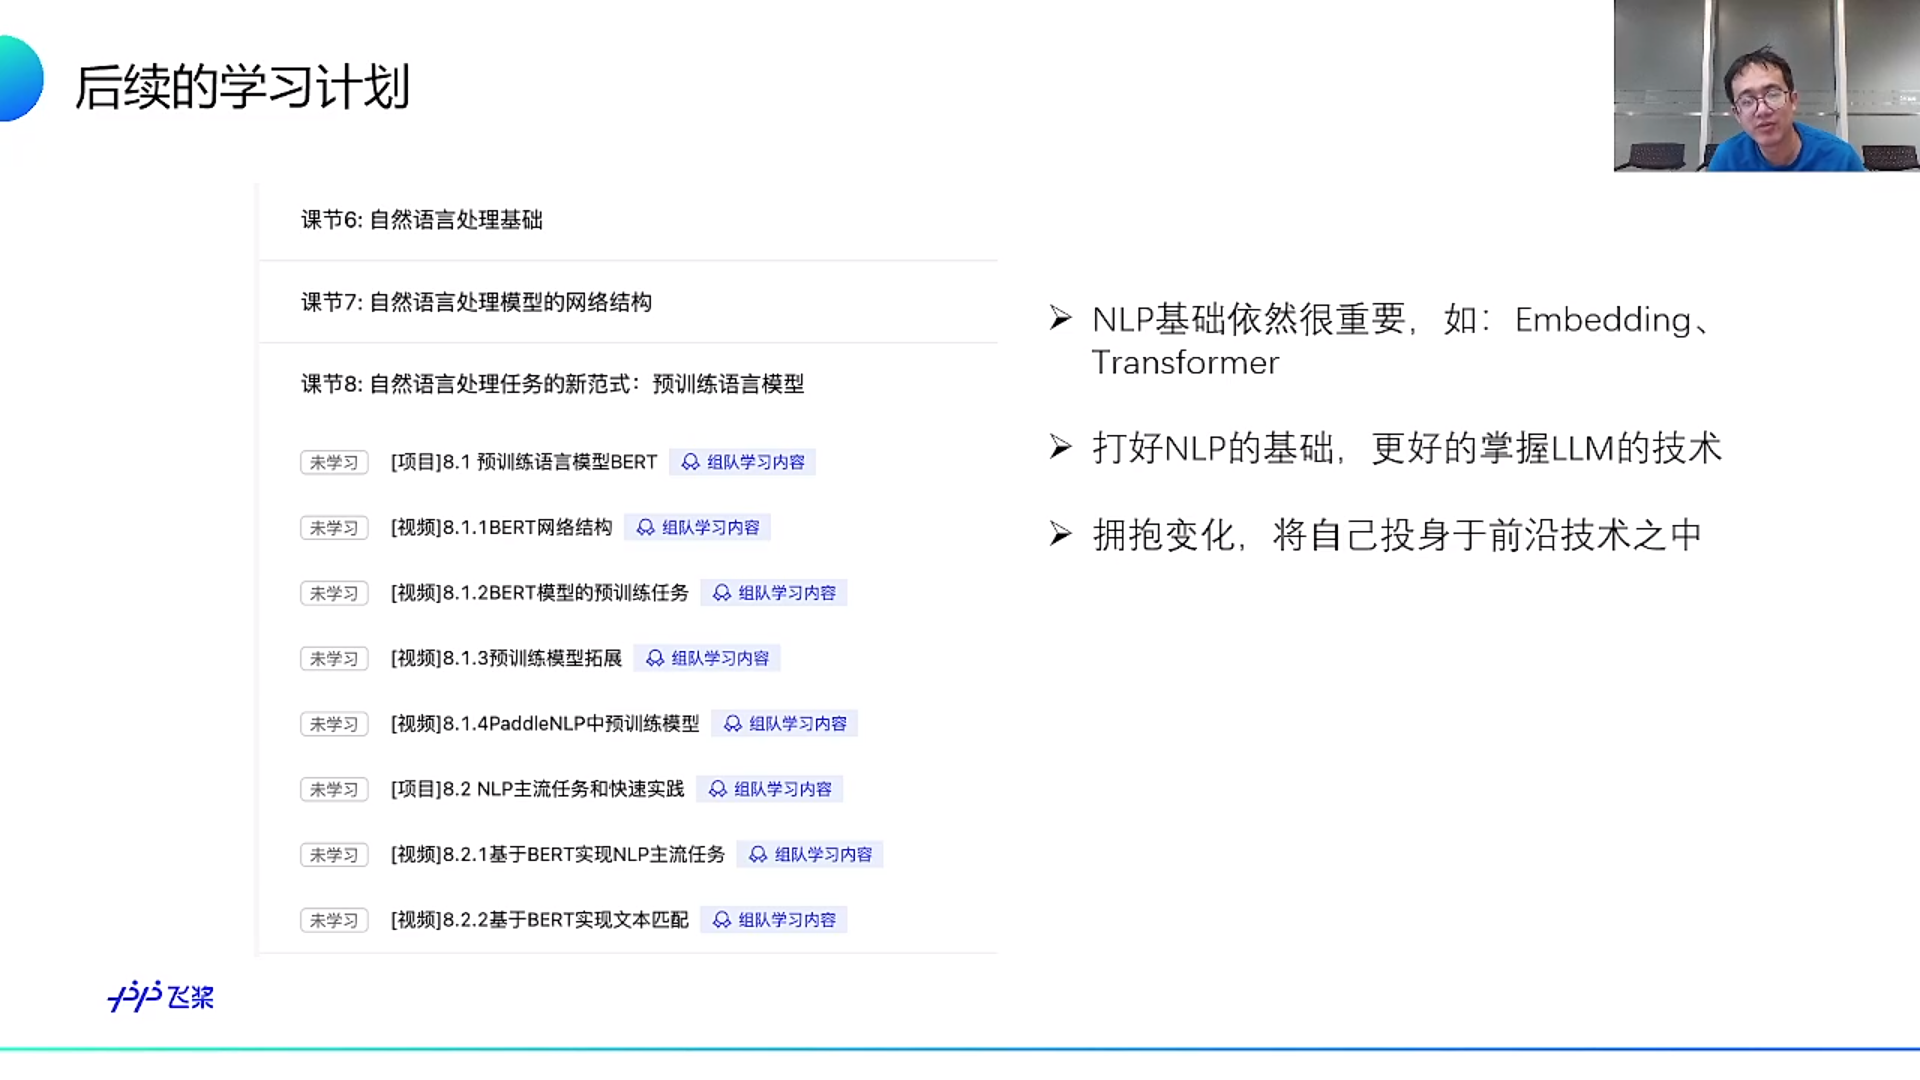 后续的学习计划
课节6: 自然语言处理基础
课节7: 自然语言处理模型的网络结构
课节8: 自然语言处理任务的新范式：预训练语言模型
未学习 [项目]8.1 预训练语言模型BERT 组队学习内容
未学习 [视频]8.1.1BERT网络结构 组队学习内容
未学习 [视频]8.1.2BERT模型的预训练任务 组队学习内容
未学习 [视频]8.1.3预训练模型拓展 组队学习内容
未学习 [视频]8.1.4PaddleNLP中预训练模型 组队学习内容
未学习 [项目]8.2 NLP主流任务和快速实践 组队学习内容
未学习 [视频]8.2.1基于BERT实现NLP主流任务 组队学习内容
未学习 [视频]8.2.2基于BERT实现文本匹配 组队学习内容
NLP基础依然很重要，如：Embedding、
Transformer
打好NLP的基础，更好的掌握LLM的技术
拥抱变化，将自己投身于前沿技术之中
飞桨